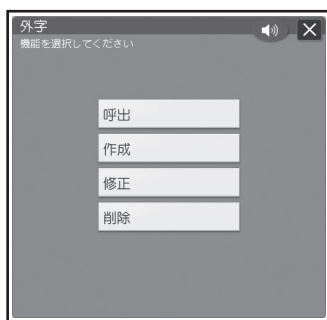 外字
機能を選択してください
呼出
作成
修正
削除